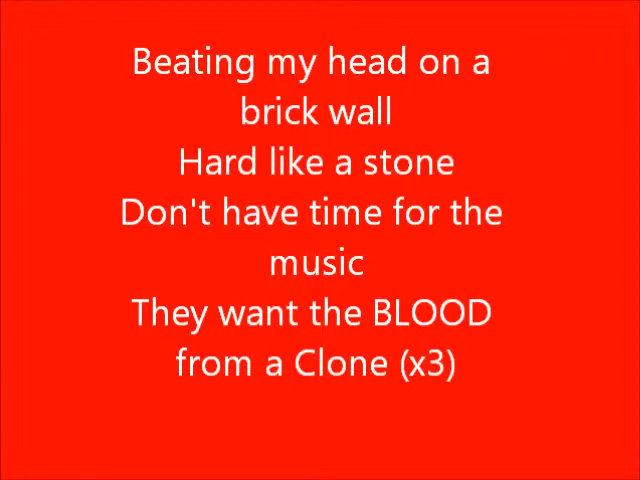 Beating my head on a
brick wall
Hard like a stone
Don't have time for the
music
They want the BLOOD
from a Clone (x3)